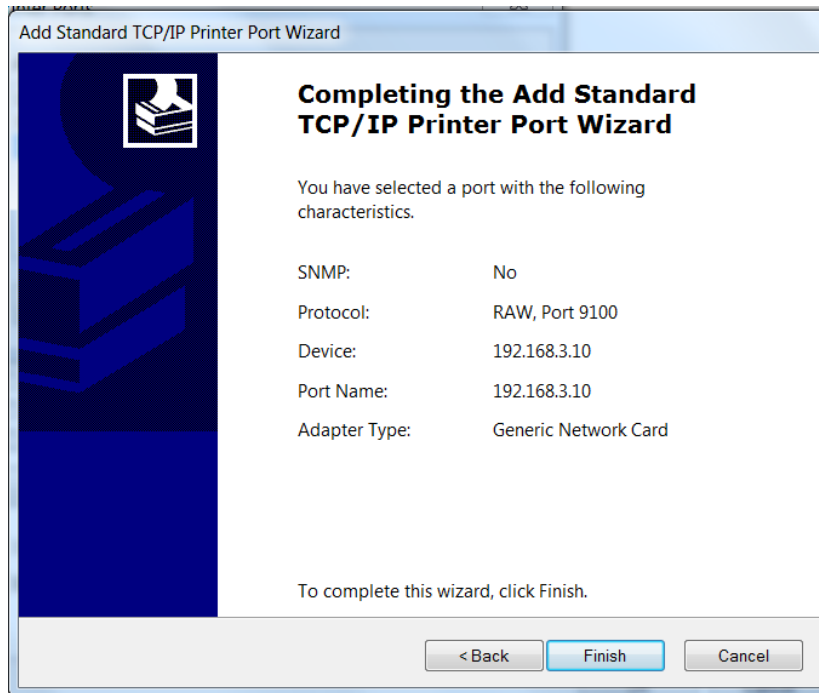 Add Standard TCP/IP Printer Port Wizard
Completing the Add Standard
TCP/IP Printer Port Wizard
You have selected a port with the following
characteristics.
SNMP: No
Protocol: RAW, Port 9100
Device: 192.168.3.10
Port Name: 192.168.3.10
Adapter Type: Generic Network Card
To complete this wizard, click Finish.
< Back Finish Cancel